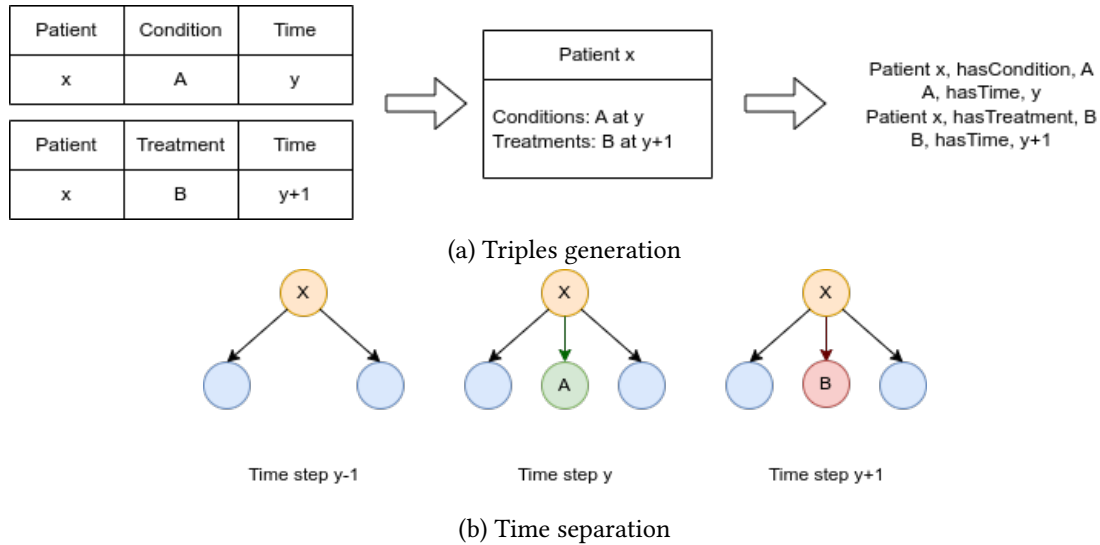 Patient Condition Time
x A y
Patient Treatment Time
x B y+1
Patient x
Conditions: A at y
Treatments: B at y+1
Patient x, hasCondition, A
A, hasTime, y
Patient x, hasTreatment, B
B, hasTime, y+1
(a) Triples generation
X X X
A B
Time step y-1 Time step y Time step y+1
(b) Time separation